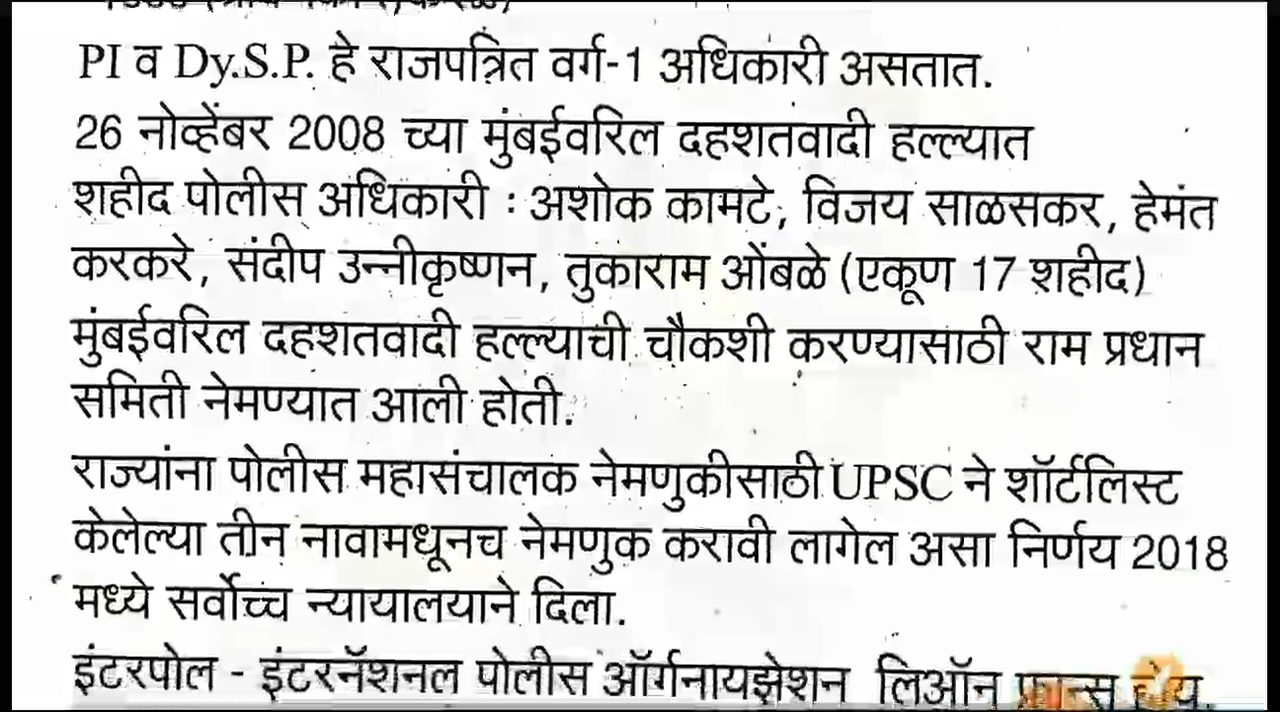 PI व Dy.S.P. हे राजपत्रित वर्ग-1 अधिकारी असतात.
26 नोव्हेंबर 2008 च्या मुंबईवरिल दहशतवादी हल्ल्यात
शहीद पोलीस अधिकारी : अशोक कामटे, विजय साळसकर, हेमंत
करकरे, संदीप उन्नीकृष्णन, तुकाराम ओंबळे (एकूण 17 शहीद)
मुंबईवरिल दहशतवादी हल्ल्याची चौकशी करण्यासाठी राम प्रधान
समिती नेमण्यात आली होती.
राज्यांना पोलीस महासंचालक नेमणुकीसाठी UPSC ने शॉर्टलिस्ट
केलेल्या तीन नावामधूनच नेमणुक करावी लागेल असा निर्णय 2018
मध्ये सर्वोच्च न्यायालयाने दिला.
इंटरपोल - इंटरनॅशनल पोलीस ऑर्गनायझेशन लिऑन फ्रान्स